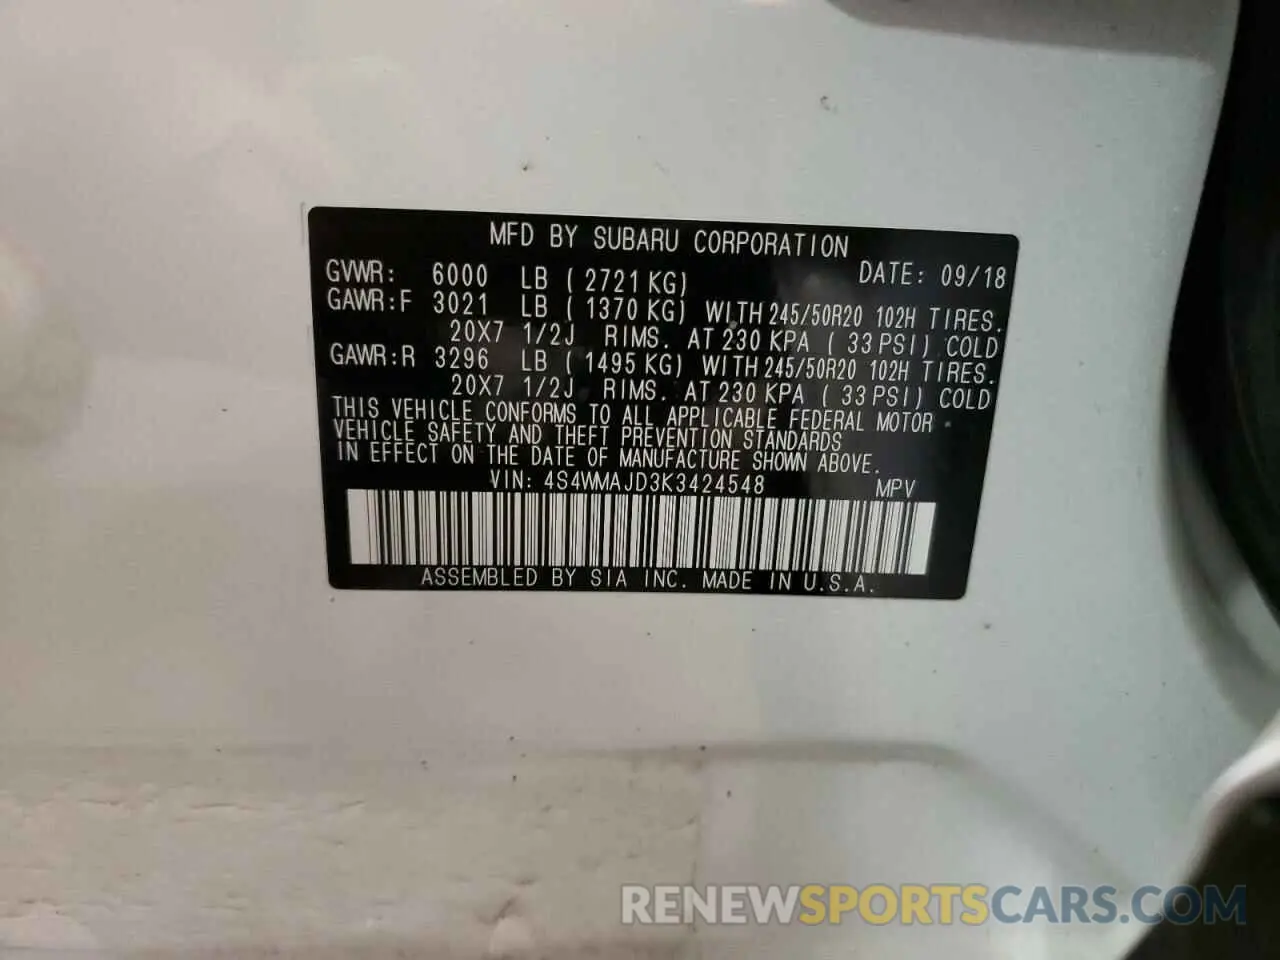 MFD BY SUBARU CORPORATION
GVWR: 6000 LB ( 2721 KG) DATE: 09/18
GAWR:F 3021 LB ( 1370 KG) WITH 245/50R20 102H TIRES.
20X7 1/2J RIMS. AT 230 KPA ( 33 PSI) COLD
GAWR:R 3296 LB ( 1495 KG) WITH 245/50R20 102H TIRES.
20X7 1/2J RIMS. AT 230 KPA ( 33 PSI) COLD
THIS VEHICLE CONFORMS TO ALL APPLICABLE FEDERAL MOTOR
VEHICLE SAFETY AND THEFT PREVENTION STANDARDS
IN EFFECT ON THE DATE OF MANUFACTURE SHOWN ABOVE.
VIN: 4S4WMAJD3K3424548 MPV
ASSEMBLED BY SIA INC. MADE IN U.S.A.
RENEWSPORTSCARS.COM